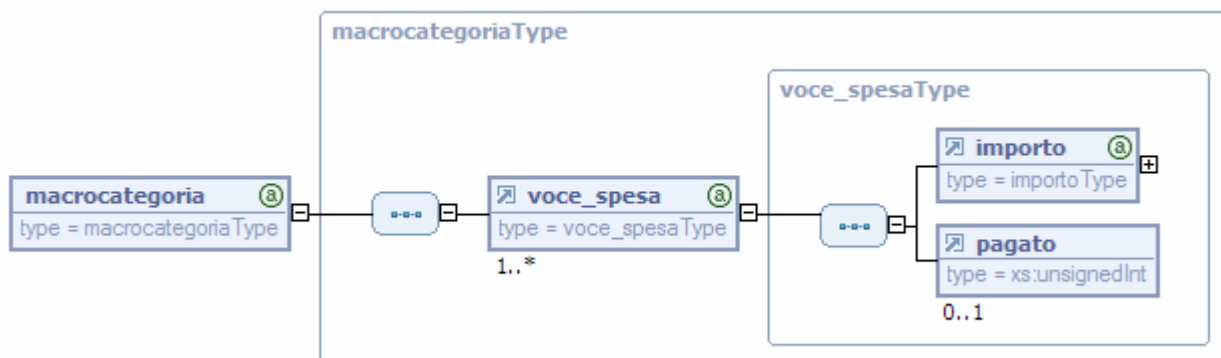 macrocategoriaType
voce_spesaType
importo a
type = importoType
macrocategoria a
type = macrocategoriaType
voce_spesa a
type = voce_spesaType
1..*
pagato
type = xs:unsignedInt
0..1